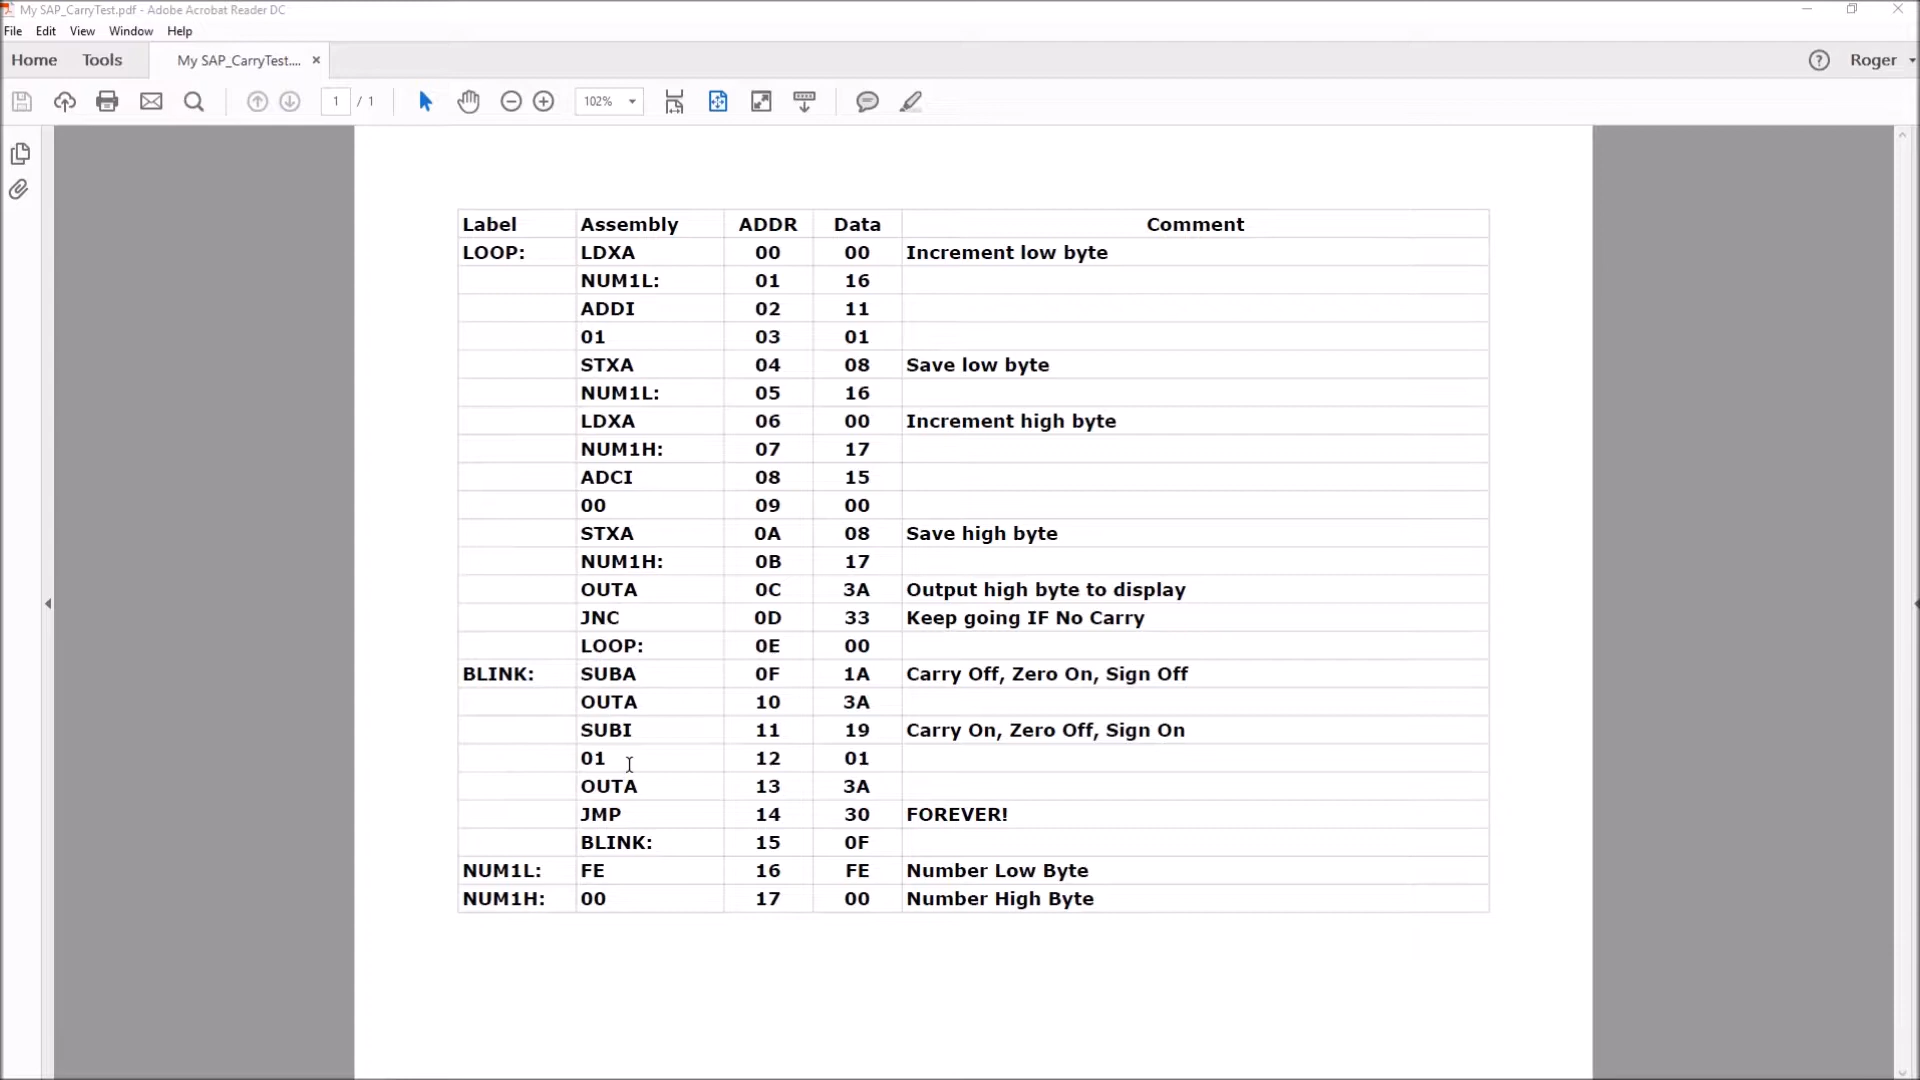 My SAP_CarryTest.pdf - Adobe Acrobat Reader DC
File Edit View Window Help
Home Tools My SAP_CarryTest.... × ? Roger
1 / 1 102%
Label Assembly ADDR Data Comment
LOOP: LDXA 00 00 Increment low byte
NUM1L: 01 16
ADDI 02 11
01 03 01
STXA 04 08 Save low byte
NUM1L: 05 16
LDXA 06 00 Increment high byte
NUM1H: 07 17
ADCI 08 15
00 09 00
STXA 0A 08 Save high byte
NUM1H: 0B 17
OUTA 0C 3A Output high byte to display
JNC 0D 33 Keep going IF No Carry
LOOP: 0E 00
BLINK: SUBA 0F 1A Carry Off, Zero On, Sign Off
OUTA 10 3A
SUBI 11 19 Carry On, Zero Off, Sign On
01 12 01
OUTA 13 3A
JMP 14 30 FOREVER!
BLINK: 15 0F
NUM1L: FE 16 FE Number Low Byte
NUM1H: 00 17 00 Number High Byte